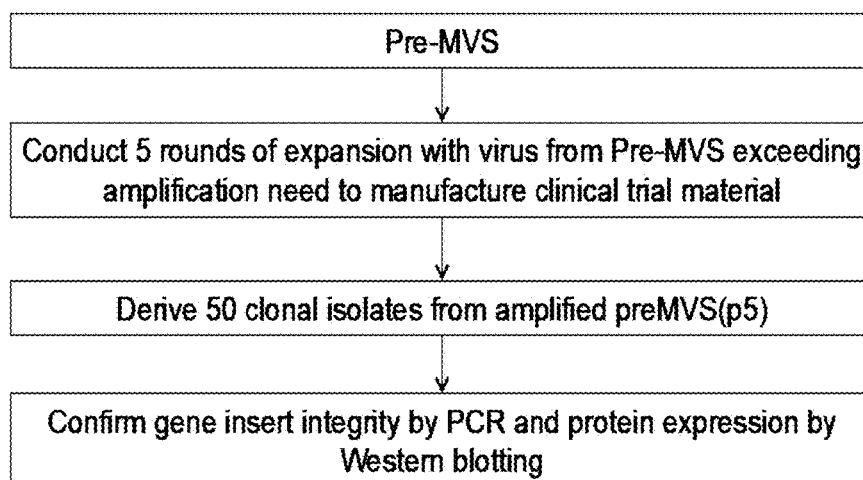 Pre-MVS
Conduct 5 rounds of expansion with virus from Pre-MVS exceeding
amplification need to manufacture clinical trial material
Derive 50 clonal isolates from amplified preMVS(p5)
Confirm gene insert integrity by PCR and protein expression by
Western blotting